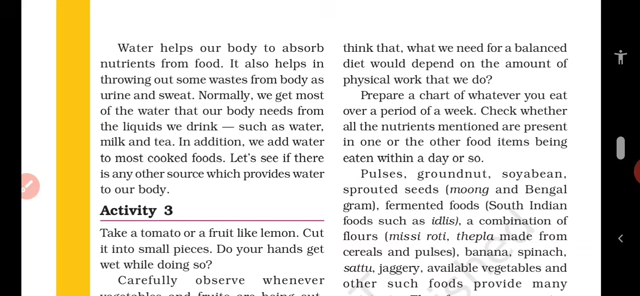 Water helps our body to absorb
nutrients from food. It also helps in
throwing out some wastes from body as
urine and sweat. Normally, we get most
of the water that our body needs from
the liquids we drink — such as water,
milk and tea. In addition, we add water
to most cooked foods. Let's see if there
is any other source which provides water
to our body.
Activity 3
Take a tomato or a fruit like lemon. Cut
it into small pieces. Do your hands get
wet while doing so?
Carefully observe whenever
vegetables and fruits are being cut,
think that, what we need for a balanced
diet would depend on the amount of
physical work that we do?
Prepare a chart of whatever you eat
over a period of a week. Check whether
all the nutrients mentioned are present
in one or the other food items being
eaten within a day or so.
Pulses, groundnut, soyabean,
sprouted seeds (moong and Bengal
gram), fermented foods (South Indian
foods such as idlis), a combination of
flours (missi roti, thepla made from
cereals and pulses), banana, spinach,
sattu, jaggery, available vegetables and
other such foods provide many